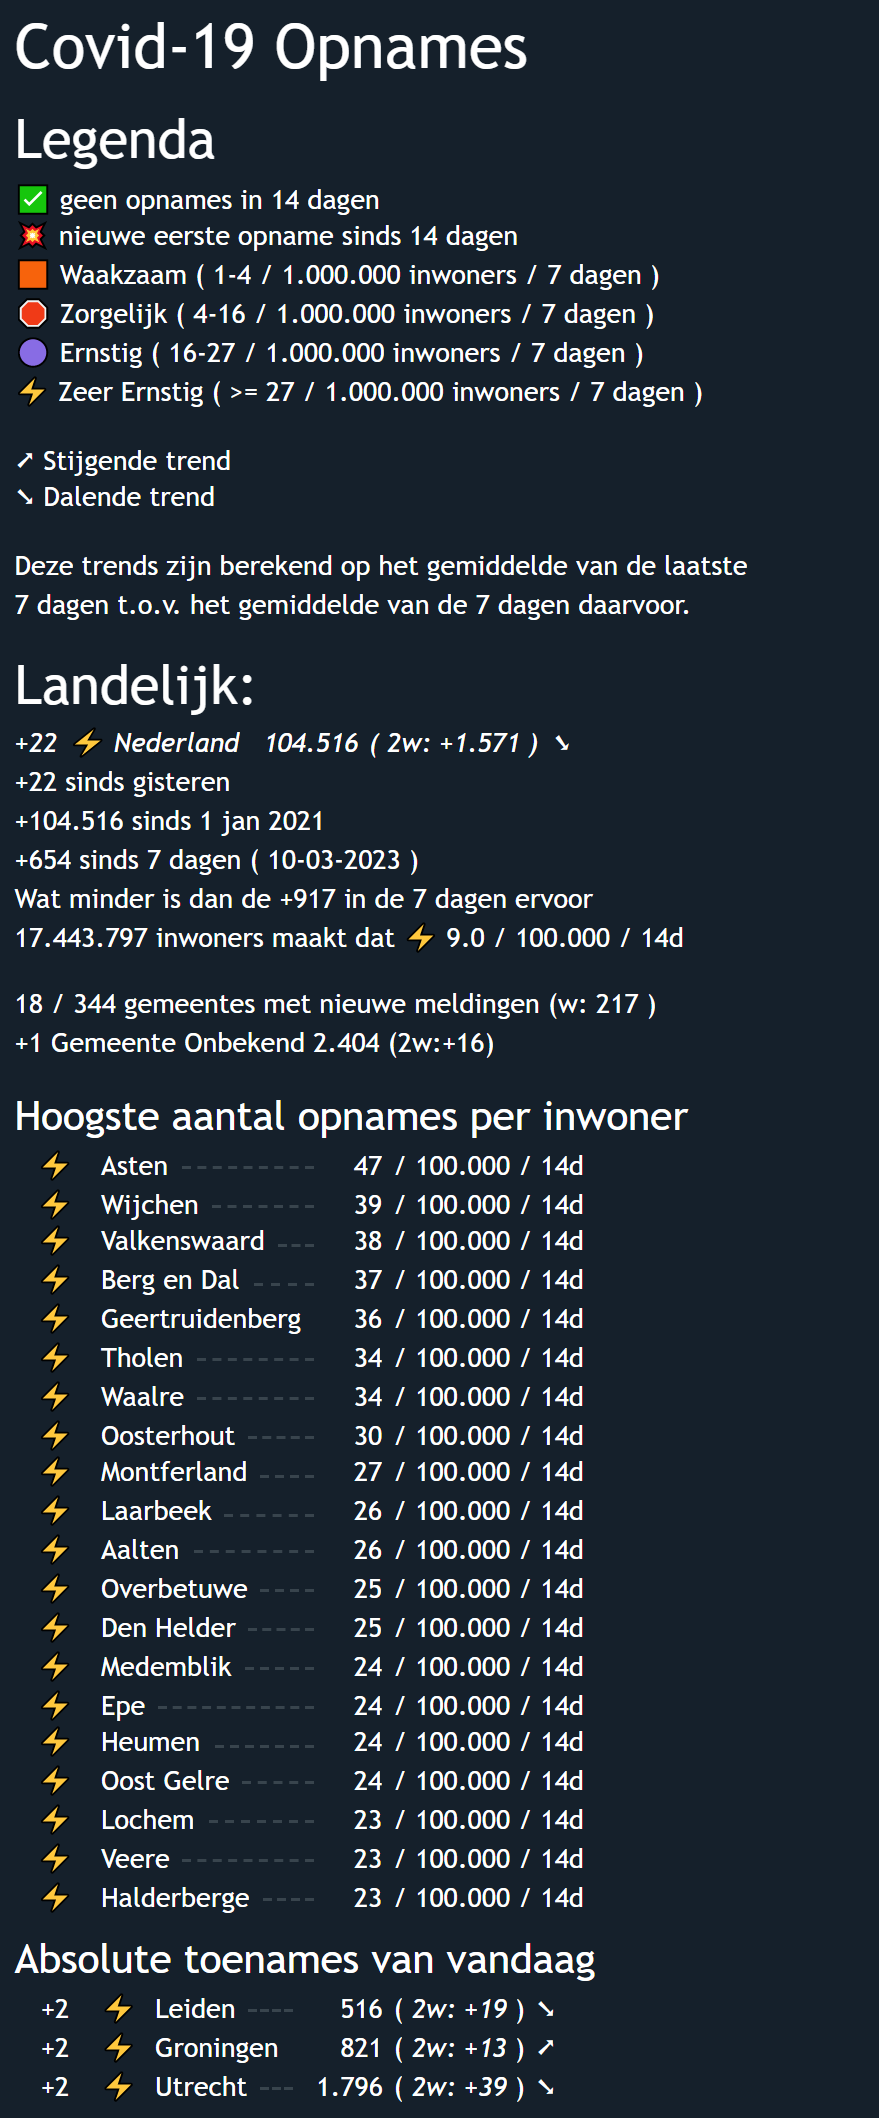 Covid-19 Opnames
Legenda
✅ geen opnames in 14 dagen
💥 nieuwe eerste opname sinds 14 dagen
🟧 Waakzaam ( 1-4 / 1.000.000 inwoners / 7 dagen )
🛑 Zorgelijk ( 4-16 / 1.000.000 inwoners / 7 dagen )
🟣 Ernstig ( 16-27 / 1.000.000 inwoners / 7 dagen )
⚡ Zeer Ernstig ( >= 27 / 1.000.000 inwoners / 7 dagen )
➚ Stijgende trend
➘ Dalende trend
Deze trends zijn berekend op het gemiddelde van de laatste
7 dagen t.o.v. het gemiddelde van de 7 dagen daarvoor.
Landelijk:
+22 ⚡ Nederland 104.516 ( 2w: +1.571 ) ➘
+22 sinds gisteren
+104.516 sinds 1 jan 2021
+654 sinds 7 dagen ( 10-03-2023 )
Wat minder is dan de +917 in de 7 dagen ervoor
17.443.797 inwoners maakt dat ⚡ 9.0 / 100.000 / 14d
18 / 344 gemeentes met nieuwe meldingen (w: 217 )
+1 Gemeente Onbekend 2.404 (2w:+16)
Hoogste aantal opnames per inwoner
⚡ Asten --------- 47 / 100.000 / 14d
⚡ Wijchen ------- 39 / 100.000 / 14d
⚡ Valkenswaard --- 38 / 100.000 / 14d
⚡ Berg en Dal ---- 37 / 100.000 / 14d
⚡ Geertruidenberg 36 / 100.000 / 14d
⚡ Tholen -------- 34 / 100.000 / 14d
⚡ Waalre -------- 34 / 100.000 / 14d
⚡ Oosterhout ----- 30 / 100.000 / 14d
⚡ Montferland ---- 27 / 100.000 / 14d
⚡ Laarbeek ------ 26 / 100.000 / 14d
⚡ Aalten -------- 26 / 100.000 / 14d
⚡ Overbetuwe ---- 25 / 100.000 / 14d
⚡ Den Helder ----- 25 / 100.000 / 14d
⚡ Medemblik ----- 24 / 100.000 / 14d
⚡ Epe ----------- 24 / 100.000 / 14d
⚡ Heumen ------- 24 / 100.000 / 14d
⚡ Oost Gelre ----- 24 / 100.000 / 14d
⚡ Lochem ------- 23 / 100.000 / 14d
⚡ Veere --------- 23 / 100.000 / 14d
⚡ Halderberge ---- 23 / 100.000 / 14d
Absolute toenames van vandaag
+2 ⚡ Leiden ---- 516 ( 2w: +19 ) ➘
+2 ⚡ Groningen 821 ( 2w: +13 ) ➚
+2 ⚡ Utrecht --- 1.796 ( 2w: +39 ) ➘